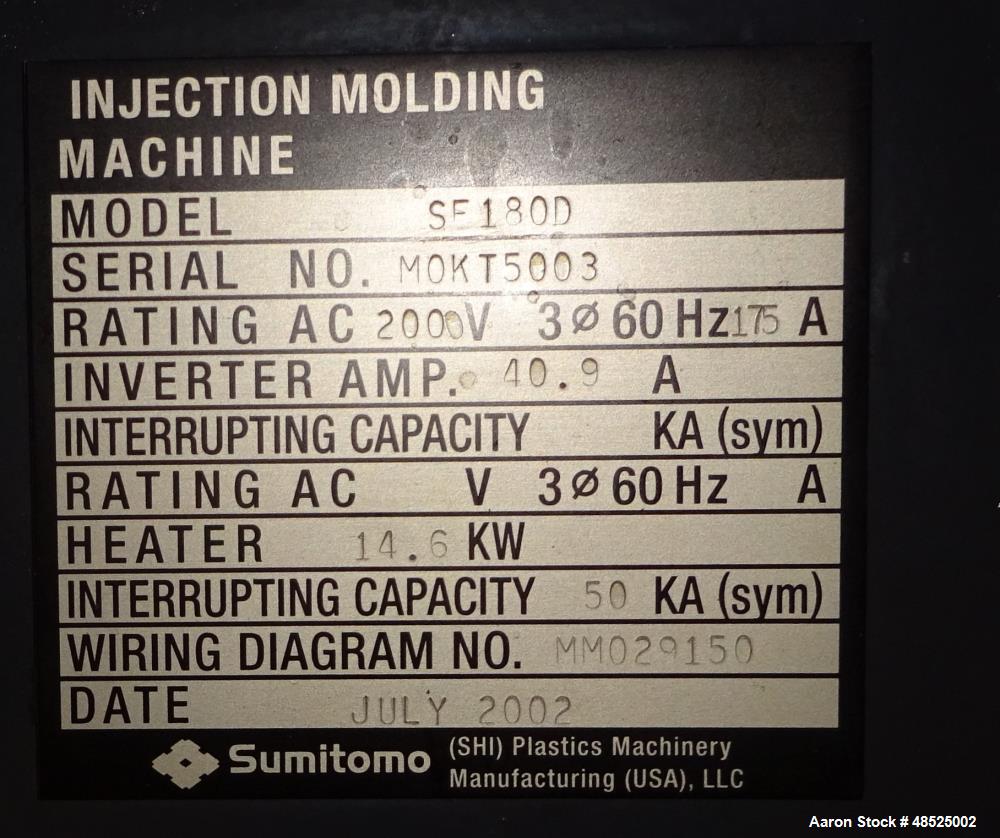 INJECTION MOLDING
MACHINE
MODEL SE180D
SERIAL NO. MOKT5003
RATING AC 200V 3Ø 60 Hz 175 A
INVERTER AMP. 40.9 A
INTERRUPTING CAPACITY KA (sym)
RATING AC V 3Ø 60 Hz A
HEATER 14.6 KW
INTERRUPTING CAPACITY 50 KA (sym)
WIRING DIAGRAM NO. MM029150
DATE JULY 2002
Sumitomo (SHI) Plastics Machinery
Manufacturing (USA), LLC
Aaron Stock # 48525002